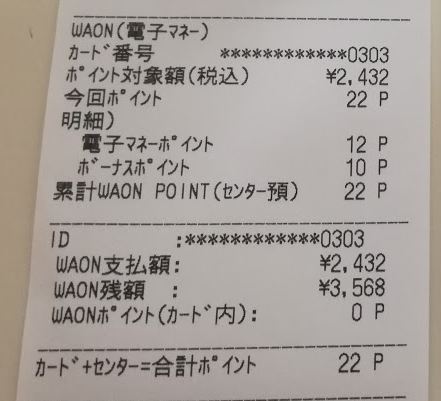 WAON(電子ﾏﾈｰ)
ｶｰﾄﾞ番号 ************0303
ﾎﾟｲﾝﾄ対象額(税込) ¥2,432
今回ﾎﾟｲﾝﾄ 22 P
明細)
電子ﾏﾈｰﾎﾟｲﾝﾄ 12 P
ﾎﾞｰﾅｽﾎﾟｲﾝﾄ 10 P
累計WAON POINT(ｾﾝﾀｰ預) 22 P
ID :************0303
WAON支払額: ¥2,432
WAON残額 : ¥3,568
WAONﾎﾟｲﾝﾄ(ｶｰﾄﾞ内): 0 P
ｶｰﾄﾞ+ｾﾝﾀｰ=合計ﾎﾟｲﾝﾄ 22 P